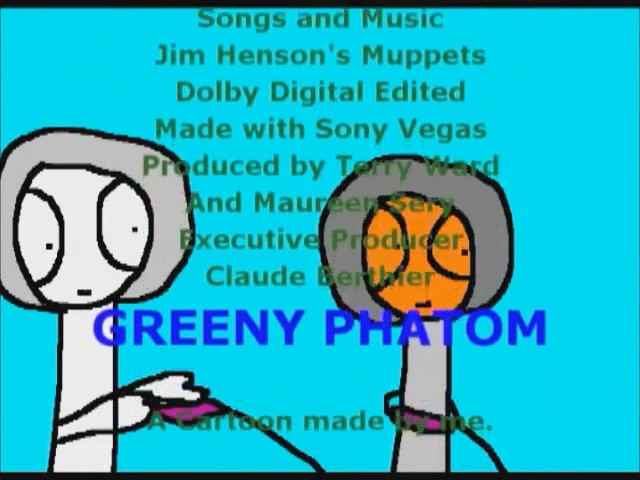 Songs and Music
Jim Henson's Muppets
Dolby Digital Edited
Made with Sony Vegas
Produced by Terry Ward
And Maureen Sery
Executive Producer
Claude Berthier
GREENY PHATOM
A Cartoon made by me.